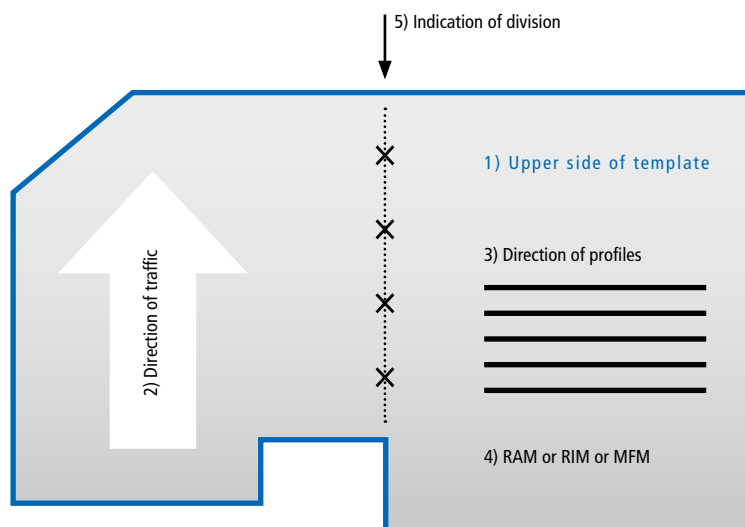 5) Indication of division
1) Upper side of template
2) Direction of traffic
3) Direction of profiles
4) RAM or RIM or MFM